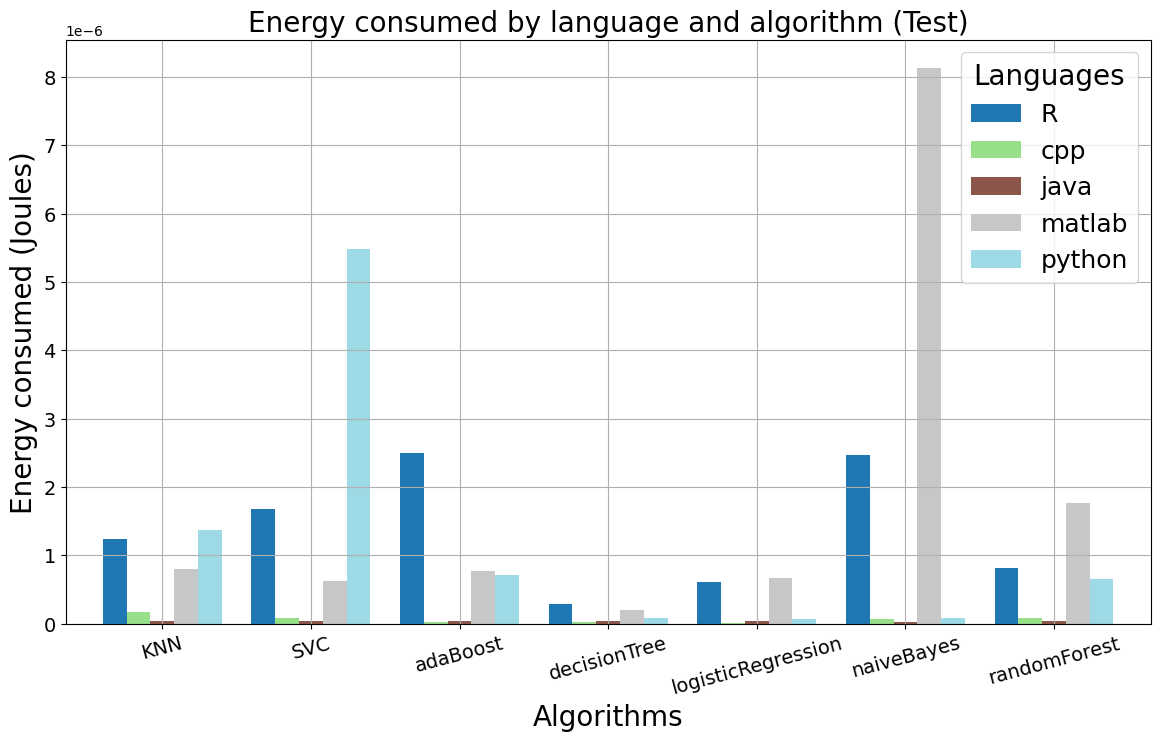 Energy consumed by language and algorithm (Test)
1e−6
Energy consumed (Joules)
8
7
6
5
4
3
2
1
0
Languages
R
cpp
java
matlab
python
KNN
SVC
adaBoost
decisionTree
logisticRegression
naiveBayes
randomForest
Algorithms